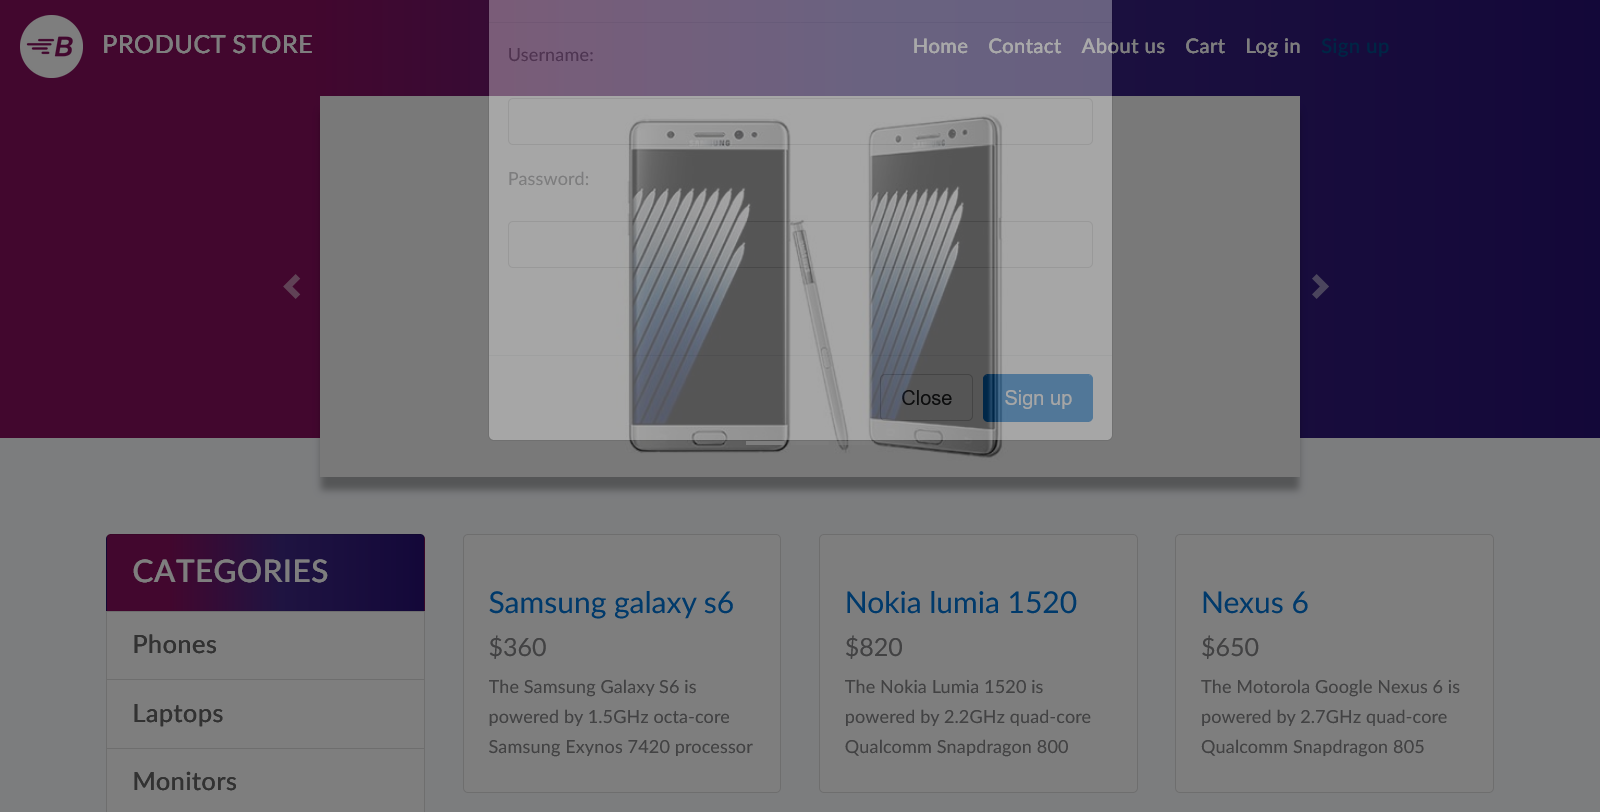 B
PRODUCT STORE
Home Contact About us Cart Log in Sign up
Username:
SAMSUNG
Password:
Close Sign up
CATEGORIES
Phones
Laptops
Monitors
Samsung galaxy s6
$360
The Samsung Galaxy S6 is
powered by 1.5GHz octa-core
Samsung Exynos 7420 processor
Nokia lumia 1520
$820
The Nokia Lumia 1520 is
powered by 2.2GHz quad-core
Qualcomm Snapdragon 800
Nexus 6
$650
The Motorola Google Nexus 6 is
powered by 2.7GHz quad-core
Qualcomm Snapdragon 805